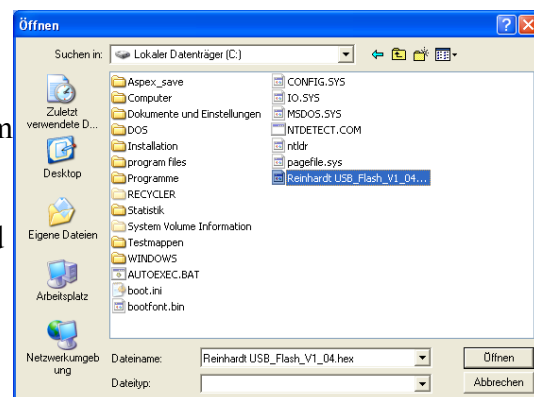 Öffnen
Suchen in: Lokaler Datenträger (C:)
Zuletzt
verwendete D...
Desktop
Eigene Dateien
Arbeitsplatz
Netzwerkumgeb
ung
Aspex_save
Computer
Dokumente und Einstellungen
DOS
Installation
program files
Programme
RECYCLER
Statistik
System Volume Information
Testmappen
WINDOWS
AUTOEXEC.BAT
boot.ini
bootfont.bin
CONFIG.SYS
IO.SYS
MSDOS.SYS
NTDETECT.COM
ntldr
pagefile.sys
Reinhardt USB_Flash_V1_04...
Dateiname: Reinhardt USB_Flash_V1_04.hex Öffnen
Dateityp: Abbrechen